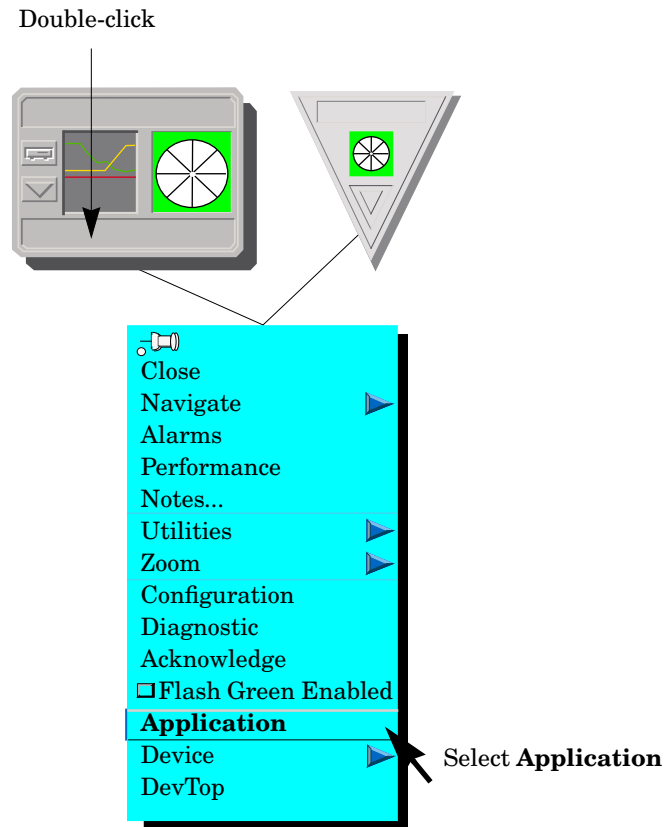 Double-click
Close
Navigate
Alarms
Performance
Notes...
Utilities
Zoom
Configuration
Diagnostic
Acknowledge
Flash Green Enabled
Application
Device
DevTop
Select Application